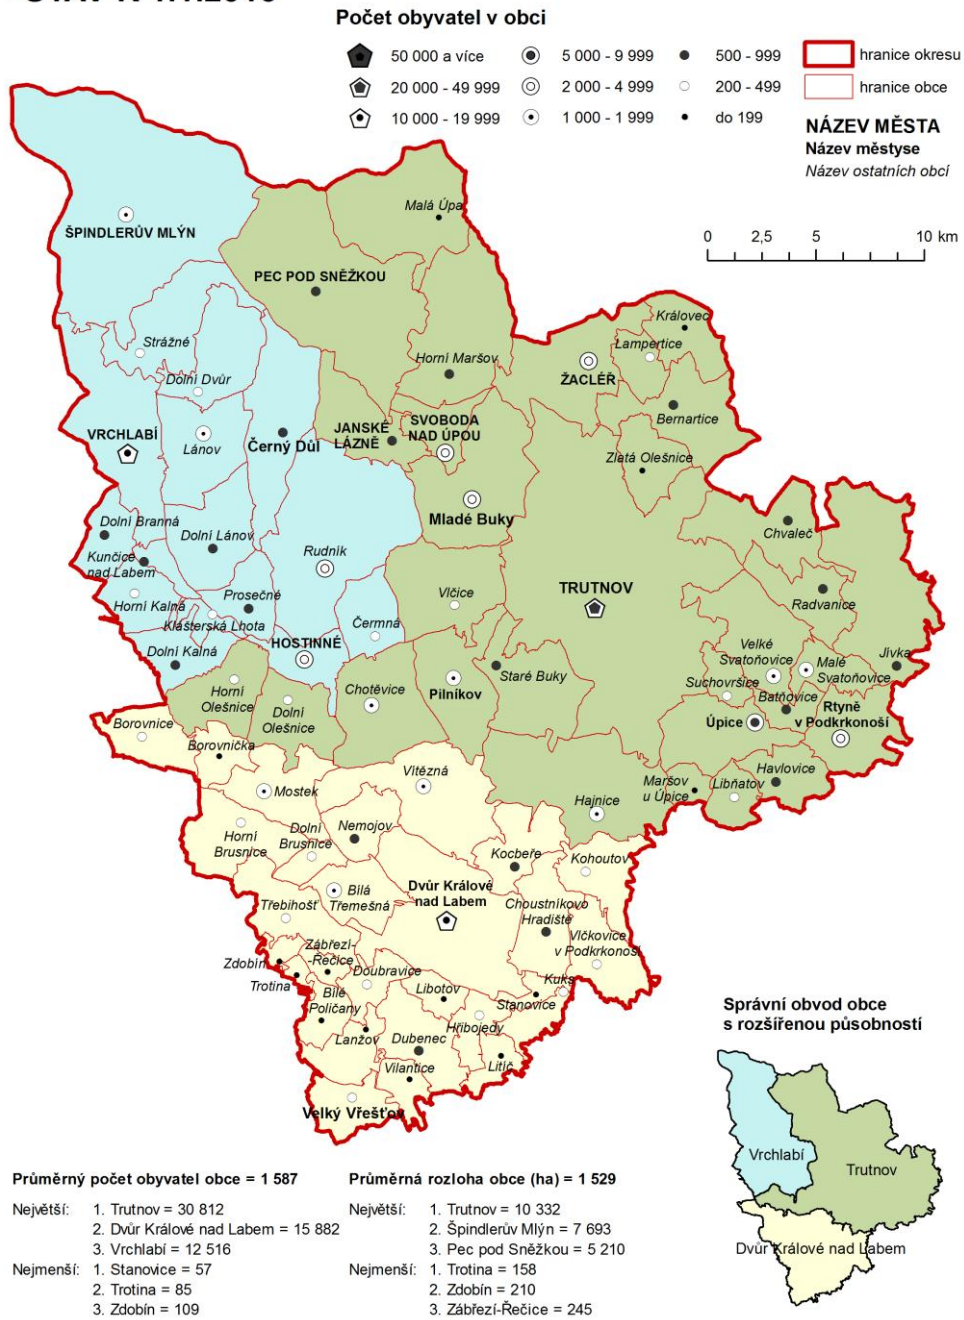 Počet obyvatel v obci
50 000 a více
5 000 - 9 999
500 - 999
hranice okresu
20 000 - 49 999
2 000 - 4 999
200 - 499
hranice obce
10 000 - 19 999
1 000 - 1 999
do 199
NÁZEV MĚSTA
Název městyse
Název ostatních obcí
0 2,5 5 10 km
Malá Úpa
ŠPINDLERŮV MLÝN
PEC POD SNĚŽKOU
Královec
Lampertice
Strážné
Horní Maršov
ŽACLÉŘ
Dolní Dvůr
Bernartice
VRCHLABÍ
Lánov
Černý Důl
JANSKÉ
LÁZNĚ
SVOBODA
NAD ÚPOU
Zlatá Olešnice
Mladé Buky
Dolní Branná
Dolní Lánov
Chvaleč
Kunčice
nad Labem
Rudník
TRUTNOV
Horní Kalná
Prosečné
Vlčice
Radvanice
Klášterská Lhota
Čermná
HOSTINNÉ
Dolní Kalná
Velké
Svatoňovice
Malé
Svatoňovice
Jívka
Horní
Olešnice
Dolní
Olešnice
Chotěvice
Pilníkov
Staré Buky
Suchovršice
Batňovice
Rtyně
v Podkrkonoší
Úpice
Borovnice
Borovnička
Mostek
Vítězná
Maršov
u Úpice
Libňatov
Havlovice
Hajnice
Horní
Brusnice
Dolní
Brusnice
Nemojov
Kocbeře
Kohoutov
Bílá
Třemešná
Dvůr Králové
nad Labem
Choustníkovo
Hradiště
Třebihošť
Vlčkovice
v Podkrkonoší
Zdobín
Zábřezí-
-Řečice
Trotina
Doubravice
Bílé
Poličany
Libotov
Kuks
Stanovice
Lanžov
Dubenec
Hřibojedy
Vilantice
Litíč
Velký Vřešťov
Správní obvod obce
s rozšířenou působností
Vrchlabí
Trutnov
Dvůr Králové nad Labem
Průměrný počet obyvatel obce = 1 587
Největší: 1. Trutnov = 30 812
2. Dvůr Králové nad Labem = 15 882
3. Vrchlabí = 12 516
Nejmenší: 1. Stanovice = 57
2. Trotina = 85
3. Zdobín = 109
Průměrná rozloha obce (ha) = 1 529
Největší: 1. Trutnov = 10 332
2. Špindlerův Mlýn = 7 693
3. Pec pod Sněžkou = 5 210
Nejmenší: 1. Trotina = 158
2. Zdobín = 210
3. Zábřezí-Řečice = 245